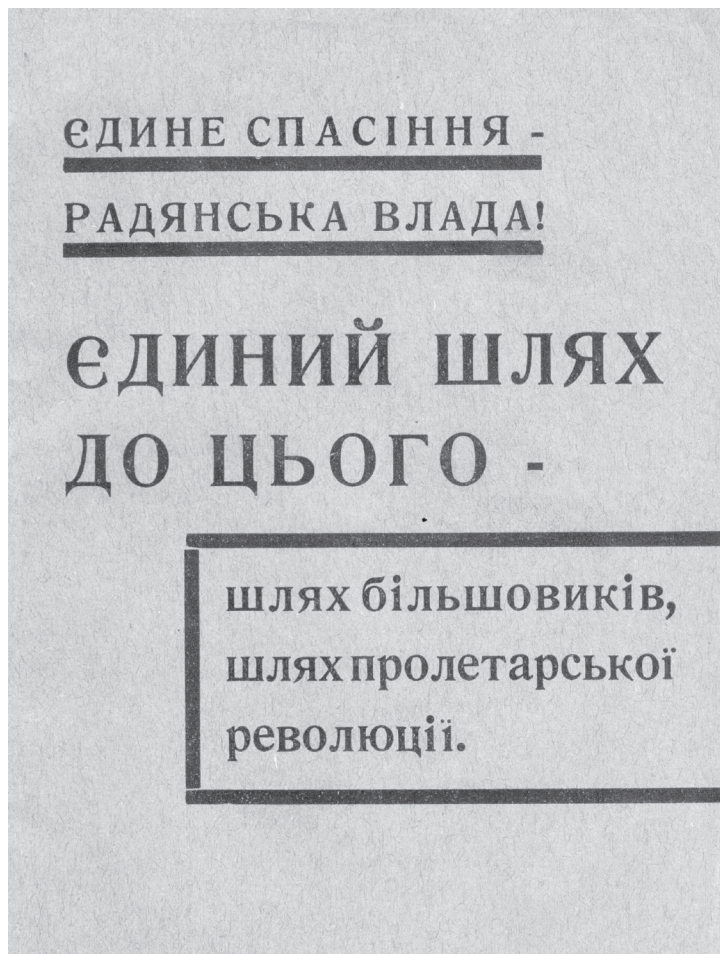 ЄДИНЕ СПАСІННЯ -
РАДЯНСЬКА ВЛАДА!
ЄДИНИЙ ШЛЯХ
ДО ЦЬОГО -
шлях більшовиків,
шлях пролетарської
революції.